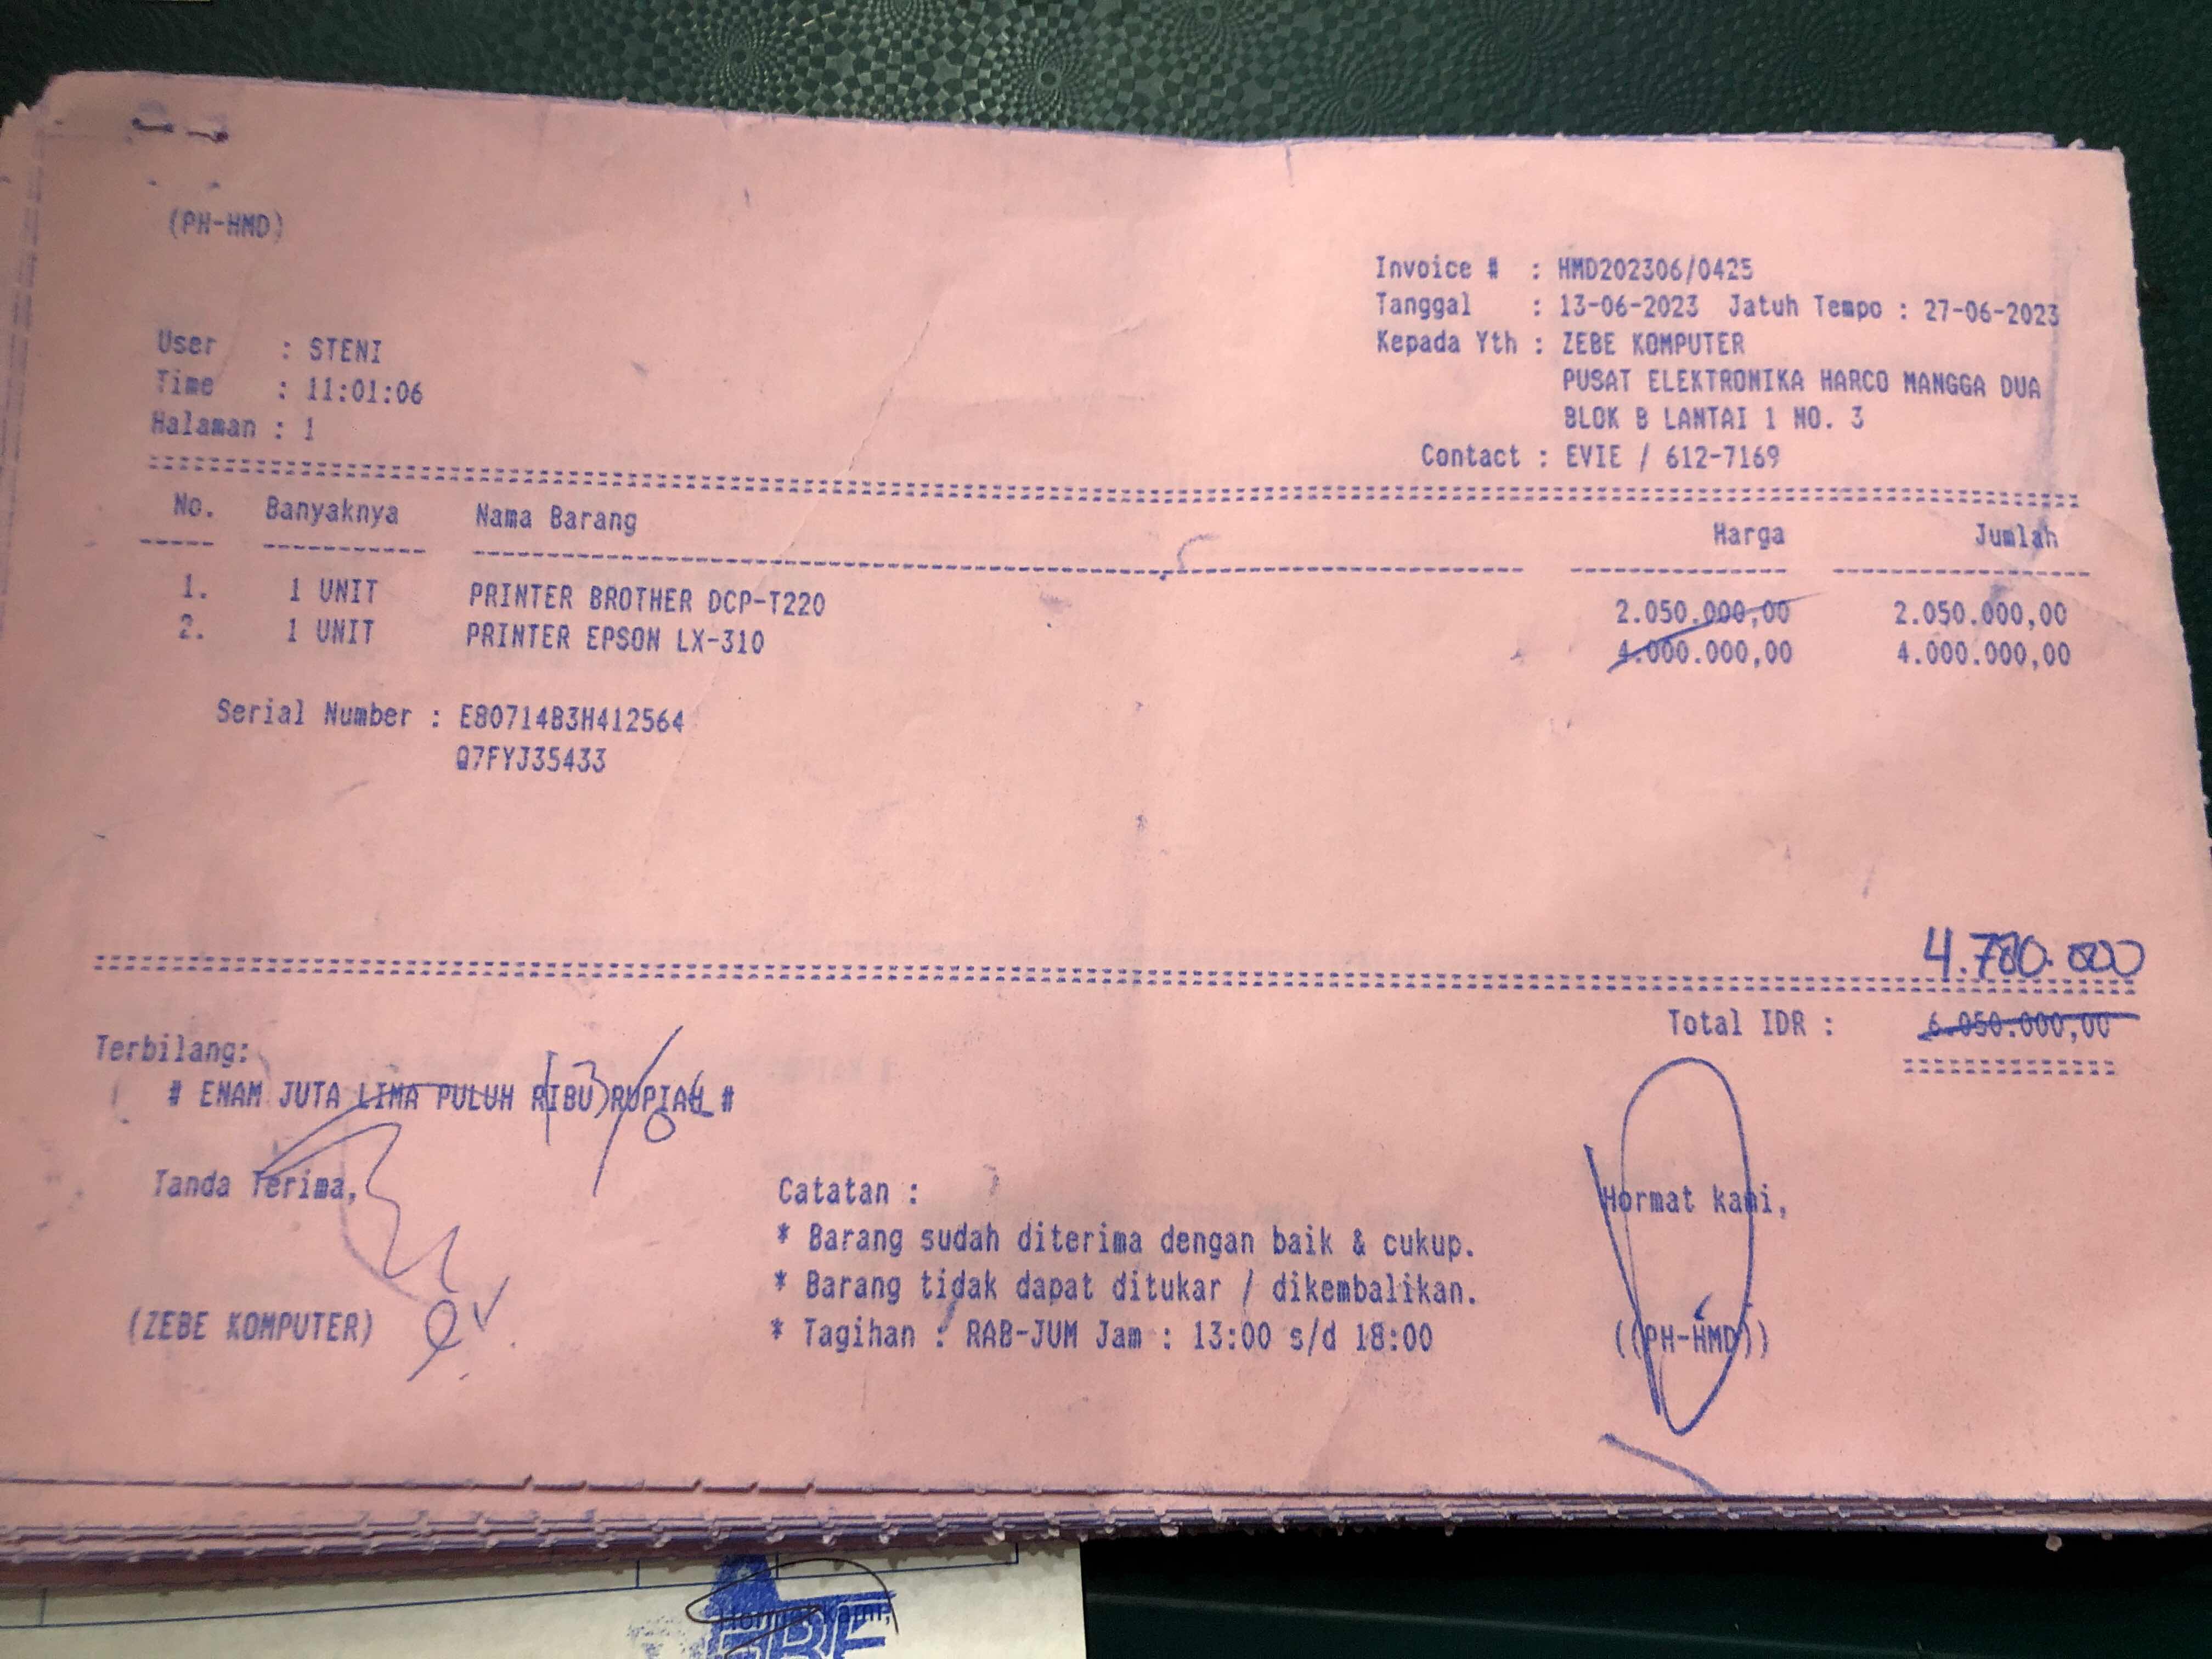 (PH-HMD)
Invoice # : HMD202306/0425
Tanggal : 13-06-2023 Jatuh Tempo : 27-06-2023
Kepada Yth : ZEBE KOMPUTER
PUSAT ELEKTRONIKA HARCO MANGGA DUA
BLOK B LANTAI 1 NO. 3
Contact : EVIE / 612-7169
User : STENI
Time : 11:01:06
Halaman : 1
No. Banyaknya Nama Barang Harga Jumlah
1. 1 UNIT PRINTER BROTHER DCP-T220 2.050.000,00 2.050.000,00
2. 1 UNIT PRINTER EPSON LX-310 4.000.000,00 4.000.000,00
Serial Number : E80714B3H412564
Q7FYJ35433
4.780.000
Total IDR : 6.050.000,00
Terbilang:
# ENAM JUTA LIMA PULUH RIBU RUPIAH #
13/6
Tanda Terima,
(ZEBE KOMPUTER)
Catatan :
* Barang sudah diterima dengan baik & cukup.
* Barang tidak dapat ditukar / dikembalikan.
* Tagihan : RAB-JUM Jam : 13:00 s/d 18:00
Hormat kami,
((PH-HMD))
Hormat kami,